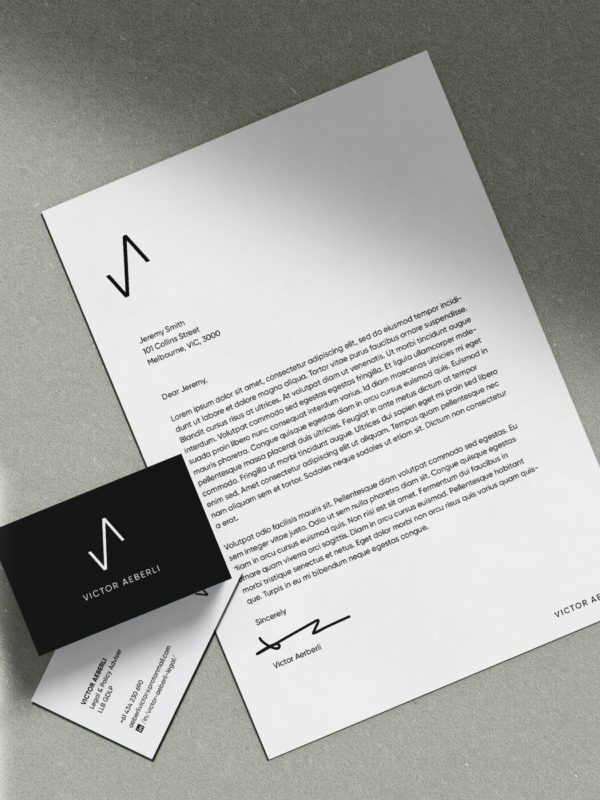 Jeremy Smith
101 Collins Street
Melbourne, VIC, 3000
Dear Jeremy,
Lorem ipsum dolor sit amet, consectetur adipiscing elit, sed do eiusmod tempor incidi-
dunt ut labore et dolore magna aliqua. Tortor vitae purus faucibus ornare suspendisse.
Blandit cursus risus at ultrices. At volutpat diam ut venenatis. Ut morbi tincidunt augue
interdum. Volutpat commodo sed egestas egestas fringilla. Et ligula ullamcorper male-
suada proin libero nunc consequat interdum varius. Id diam maecenas ultricies mi eget
mauris pharetra. Congue quisque egestas diam in arcu cursus euismod quis. Euismod in
pellentesque massa placerat duis ultricies. Feugiat in ante metus dictum at tempor
commodo. Fringilla ut morbi tincidunt augue. Ultrices dui sapien eget mi proin sed libero
enim sed. Amet consectetur adipiscing elit ut aliquam. Tempus quam pellentesque nec
nam aliquam sem et tortor. Sodales neque sodales ut etiam sit. Dictum non consectetur
a erat.
Volutpat odio facilisis mauris sit. Pellentesque diam volutpat commodo sed egestas. Eu
sem integer vitae justo. Odio ut sem nulla pharetra diam sit. Congue quisque egestas
diam in arcu cursus euismod quis. Non nisi est sit amet. Fermentum dui faucibus in
ornare quam viverra orci sagittis. Diam in arcu cursus euismod. Pellentesque habitant
morbi tristique senectus et netus. Eget dolor morbi non arcu risus quis varius quam quis-
que. Turpis in eu mi bibendum neque egestas congue.
Sincerely
Victor Aerberli
VICTOR AE
VICTOR AEBERLI
VICTOR AEBERLI
Legal & Policy Adviser
LLB GDLP
+61 434 230 690
aeberlivictor@protonmail.com
in /in/victor-aeberli-legal/